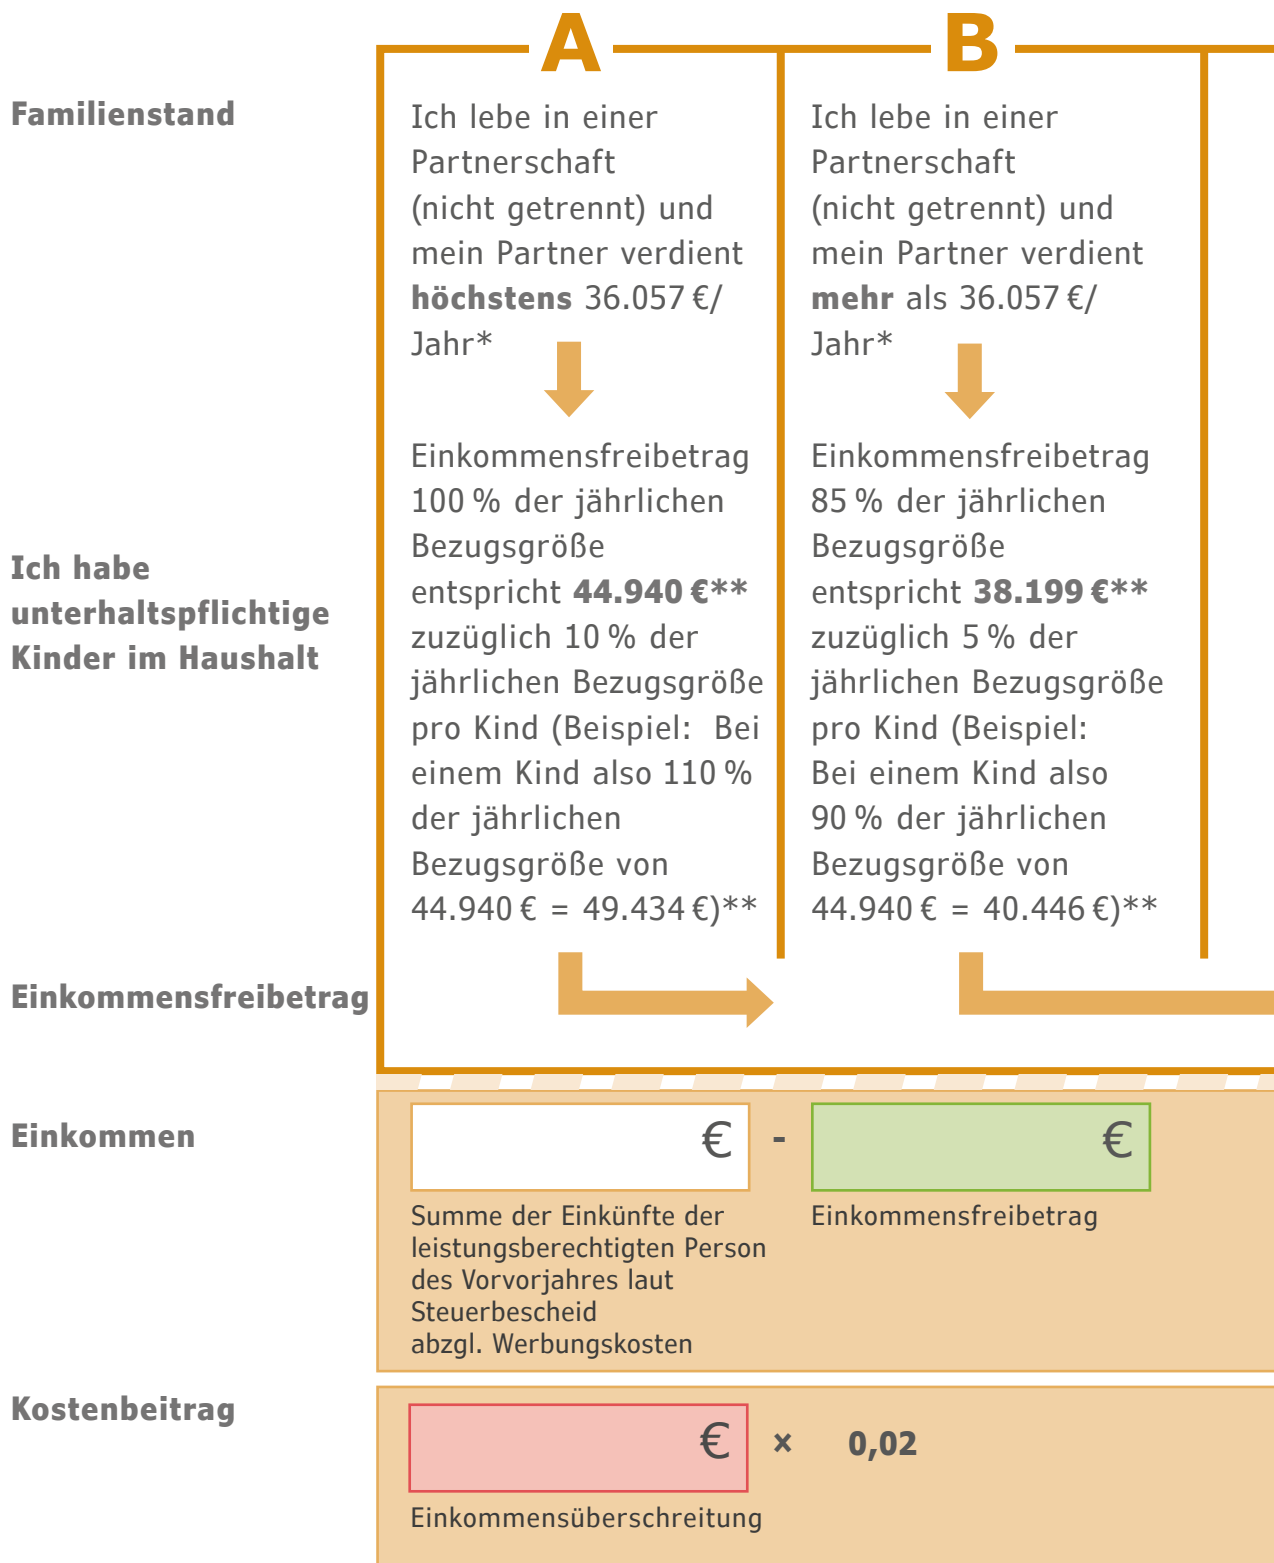 A
B
Familienstand
Ich lebe in einer
Partnerschaft
(nicht getrennt) und
mein Partner verdient
höchstens 36.057 €/
Jahr*
Ich lebe in einer
Partnerschaft
(nicht getrennt) und
mein Partner verdient
mehr als 36.057 €/
Jahr*
Ich habe
unterhaltspflichtige
Kinder im Haushalt
Einkommensfreibetrag
100 % der jährlichen
Bezugsgröße
entspricht 44.940 €**
zuzüglich 10 % der
jährlichen Bezugsgröße
pro Kind (Beispiel: Bei
einem Kind also 110 %
der jährlichen
Bezugsgröße von
44.940 € = 49.434 €)**
Einkommensfreibetrag
85 % der jährlichen
Bezugsgröße
entspricht 38.199 €**
zuzüglich 5 % der
jährlichen Bezugsgröße
pro Kind (Beispiel:
Bei einem Kind also
90 % der jährlichen
Bezugsgröße von
44.940 € = 40.446 €)**
Einkommensfreibetrag
Einkommen
€ - €
Summe der Einkünfte der
leistungsberechtigten Person
des Vorvorjahres laut
Steuerbescheid
abzgl. Werbungskosten
Einkommensfreibetrag
Kostenbeitrag
€ × 0,02
Einkommensüberschreitung